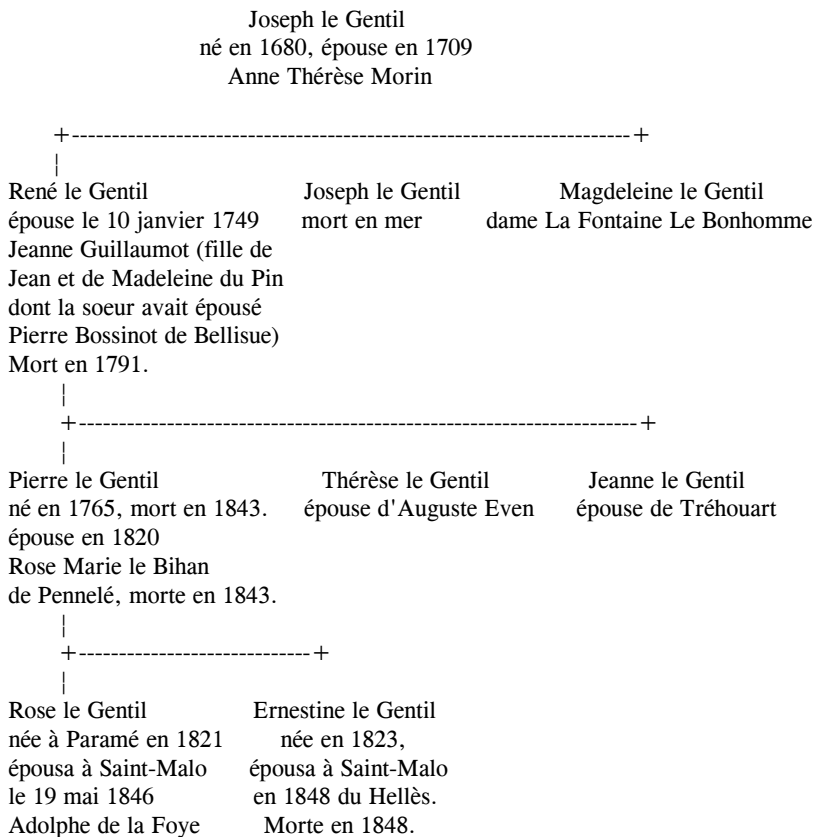 Joseph le Gentil
né en 1680, épouse en 1709
Anne Thérèse Morin
+----------------------------------------------------------------------+
¦
René le Gentil Joseph le Gentil Magdeleine le Gentil
épouse le 10 janvier 1749 mort en mer dame La Fontaine Le Bonhomme
Jeanne Guillaumot (fille de
Jean et de Madeleine du Pin
dont la soeur avait épousé
Pierre Bossinot de Bellisue)
Mort en 1791.
¦
+----------------------------------------------------------------------+
¦
Pierre le Gentil Thérèse le Gentil Jeanne le Gentil
né en 1765, mort en 1843. épouse d'Auguste Even épouse de Tréhouart
épouse en 1820
Rose Marie le Bihan
de Pennelé, morte en 1843.
¦
+-----------------------------+
¦
Rose le Gentil Ernestine le Gentil
née à Paramé en 1821 née en 1823,
épousa à Saint-Malo épousa à Saint-Malo
le 19 mai 1846 en 1848 du Hellès.
Adolphe de la Foye Morte en 1848.